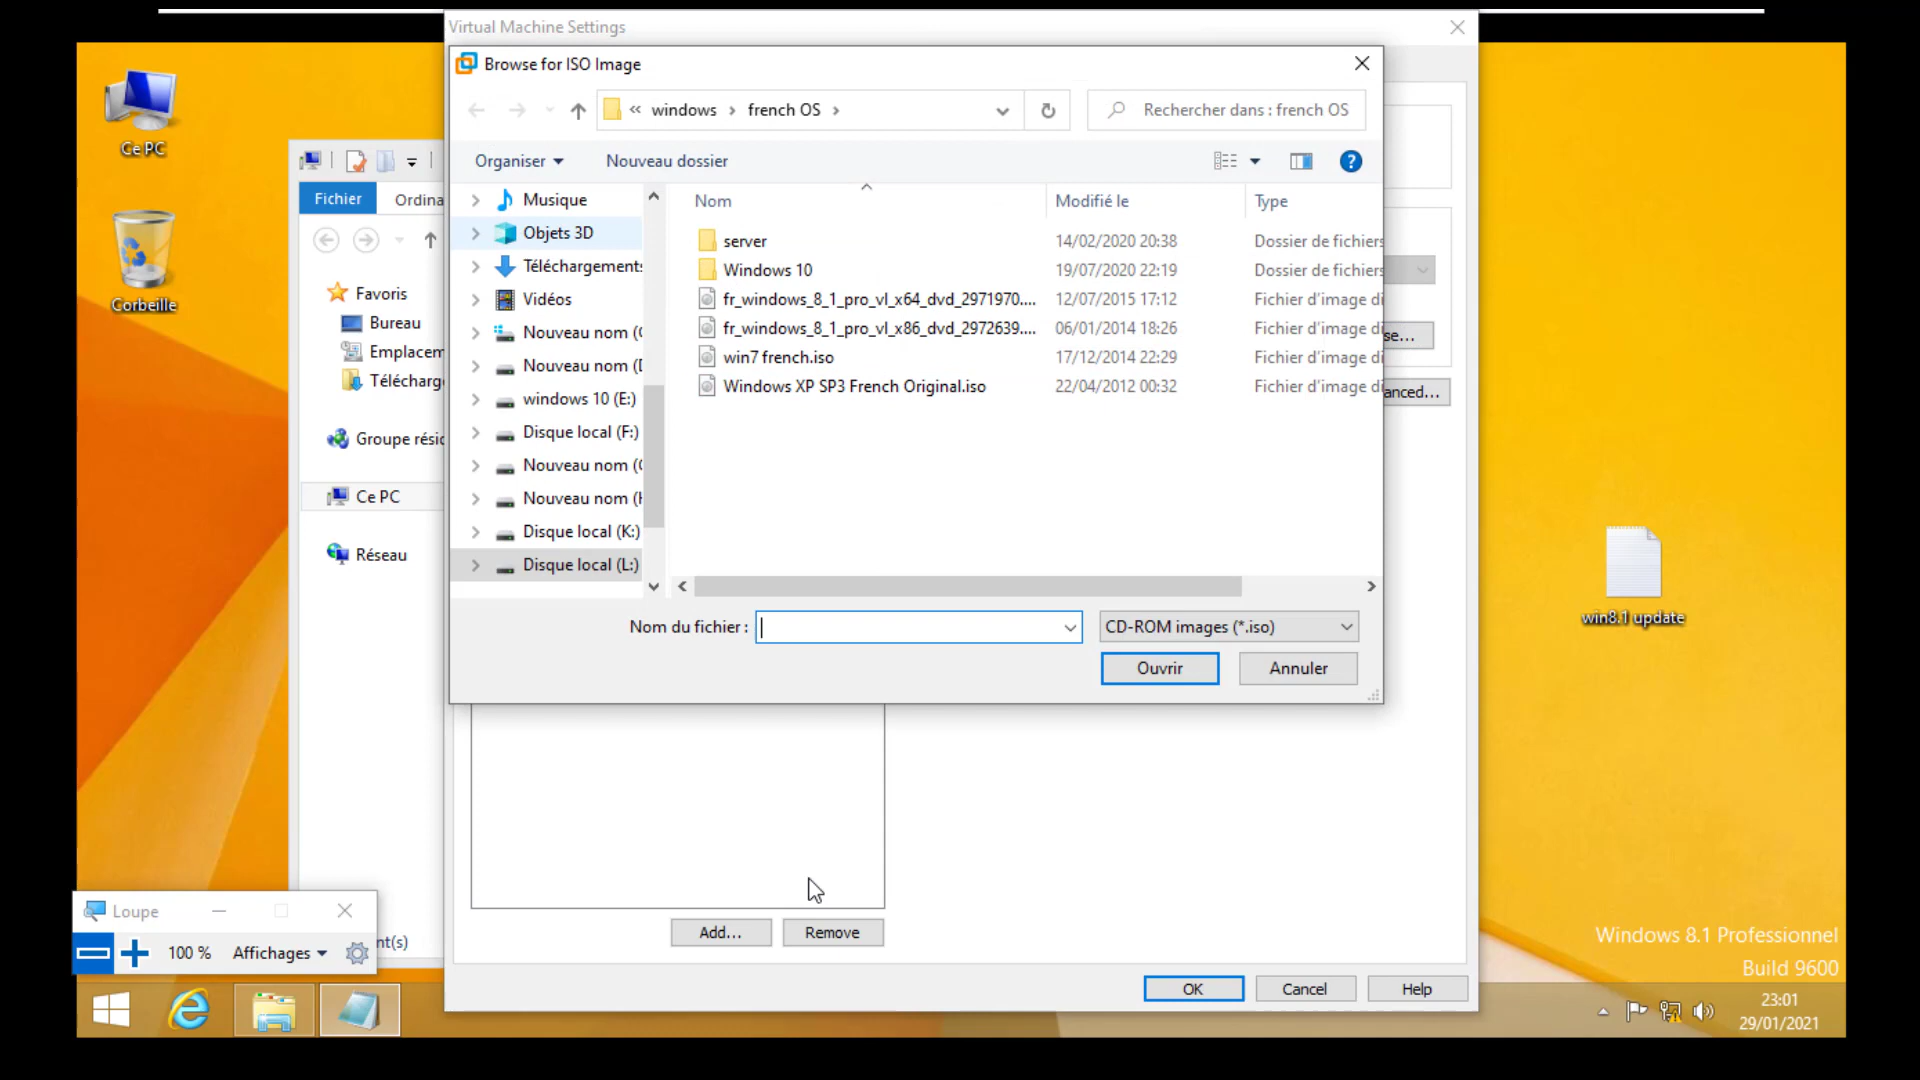 Virtual Machine Settings
Browse for ISO Image
« windows › french OS ›
Rechercher dans : french OS
Organiser
Nouveau dossier
Nom
Modifié le
Type
Musique
Objets 3D
Téléchargements
Vidéos
Nouveau nom (
Nouveau nom (
windows 10 (E:)
Disque local (F:)
Nouveau nom (
Nouveau nom (
Disque local (K:)
Disque local (L:)
server 14/02/2020 20:38 Dossier de fichiers
Windows 10 19/07/2020 22:19 Dossier de fichiers
fr_windows_8_1_pro_vl_x64_dvd_2971970.... 12/07/2015 17:12 Fichier d'image di
fr_windows_8_1_pro_vl_x86_dvd_2972639.... 06/01/2014 18:26 Fichier d'image di
win7 french.iso 17/12/2014 22:29 Fichier d'image di
Windows XP SP3 French Original.iso 22/04/2012 00:32 Fichier d'image di
Nom du fichier :
CD-ROM images (*.iso)
Ouvrir
Annuler
se...
anced...
Add...
Remove
OK
Cancel
Help
Ce PC
Corbeille
Fichier
Ordina
Favoris
Bureau
Emplacem
Télécharg
Groupe résic
Ce PC
Réseau
nt(s)
Loupe
100 %
Affichages
win8.1 update
Windows 8.1 Professionnel
Build 9600
23:01
29/01/2021